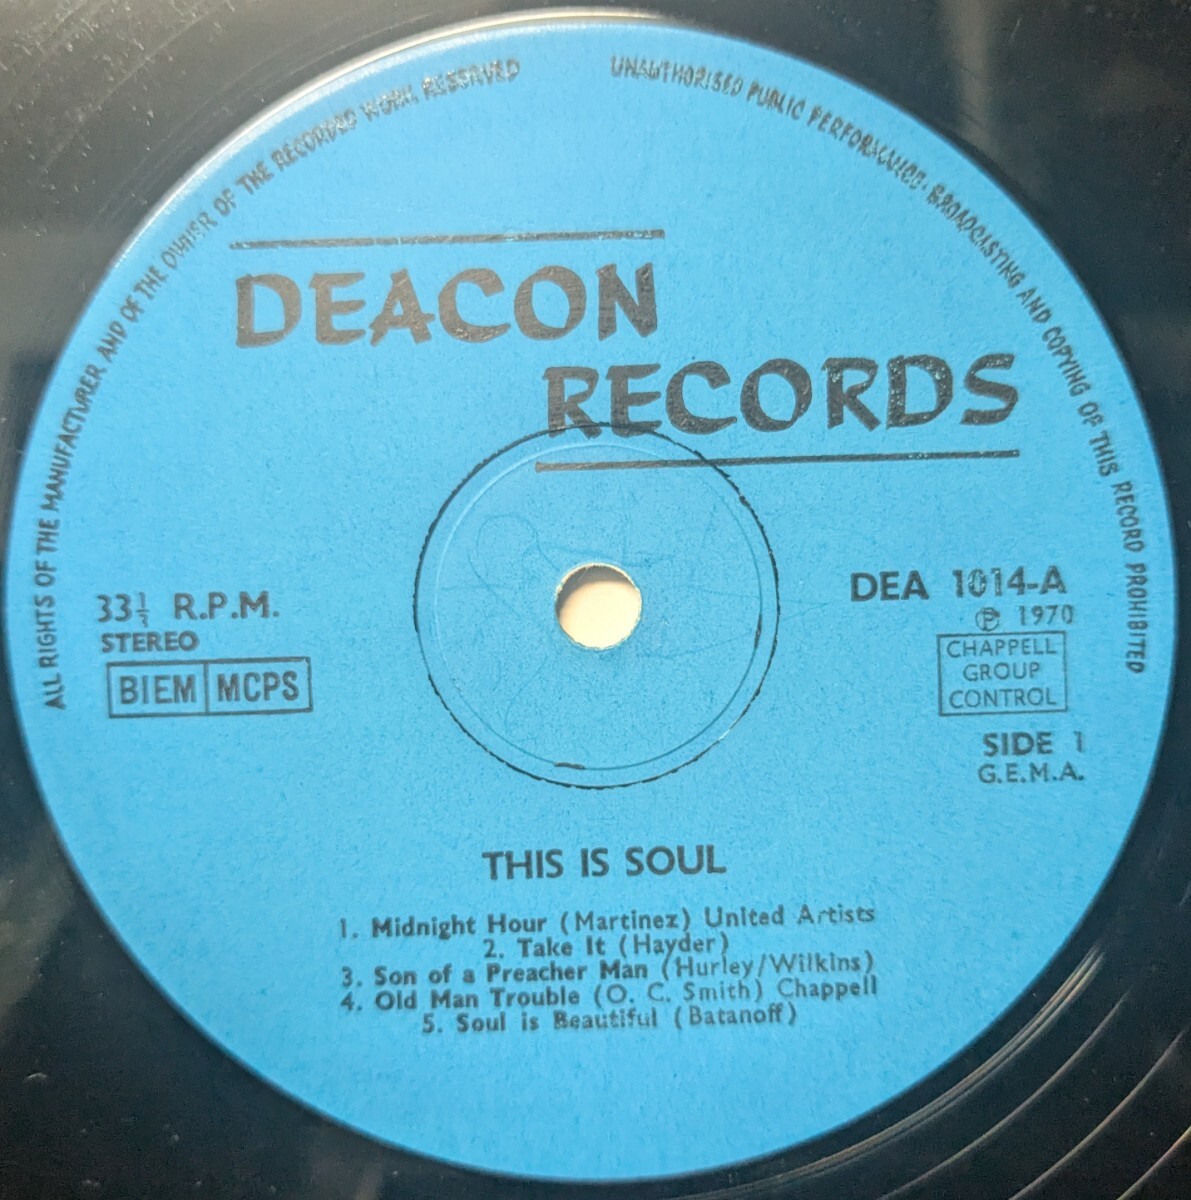 ALL RIGHTS OF THE MANUFACTURER AND OF THE OWNER OF THE RECORDED WORK RESERVED
UNAUTHORISED PUBLIC PERFORMANCE · BROADCASTING AND COPYING OF THIS RECORD PROHIBITED
DEACON
RECORDS
33⅓ R.P.M.
STEREO
BIEM MCPS
DEA 1014-A
Ⓟ 1970
CHAPPELL
GROUP
CONTROL
SIDE 1
G.E.M.A.
THIS IS SOUL
1. Midnight Hour (Martinez) United Artists
2. Take It (Hayder)
3. Son of a Preacher Man (Hurley/Wilkins)
4. Old Man Trouble (O. C. Smith) Chappell
5. Soul is Beautiful (Batanoff)